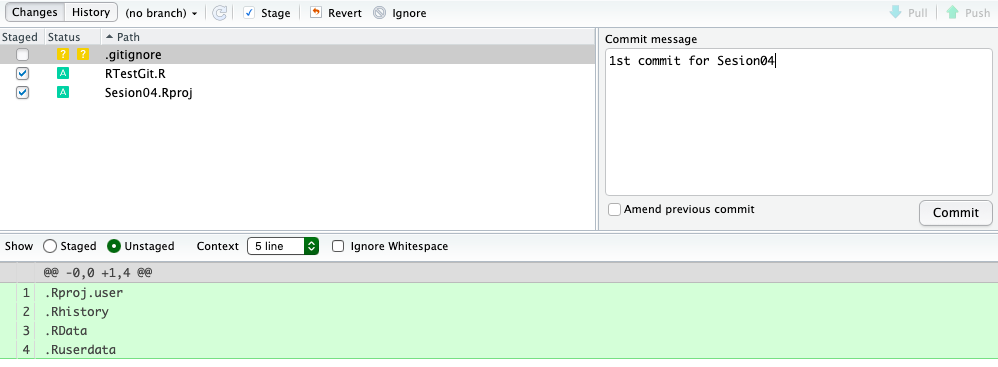 Changes History (no branch) Stage Revert Ignore Pull Push
Staged Status Path
? ? .gitignore
A RTestGit.R
A Sesion04.Rproj
Commit message
1st commit for Sesion04
Amend previous commit
Commit
Show Staged Unstaged Context 5 line Ignore Whitespace
@@ -0,0 +1,4 @@
1 .Rproj.user
2 .Rhistory
3 .RData
4 .Ruserdata